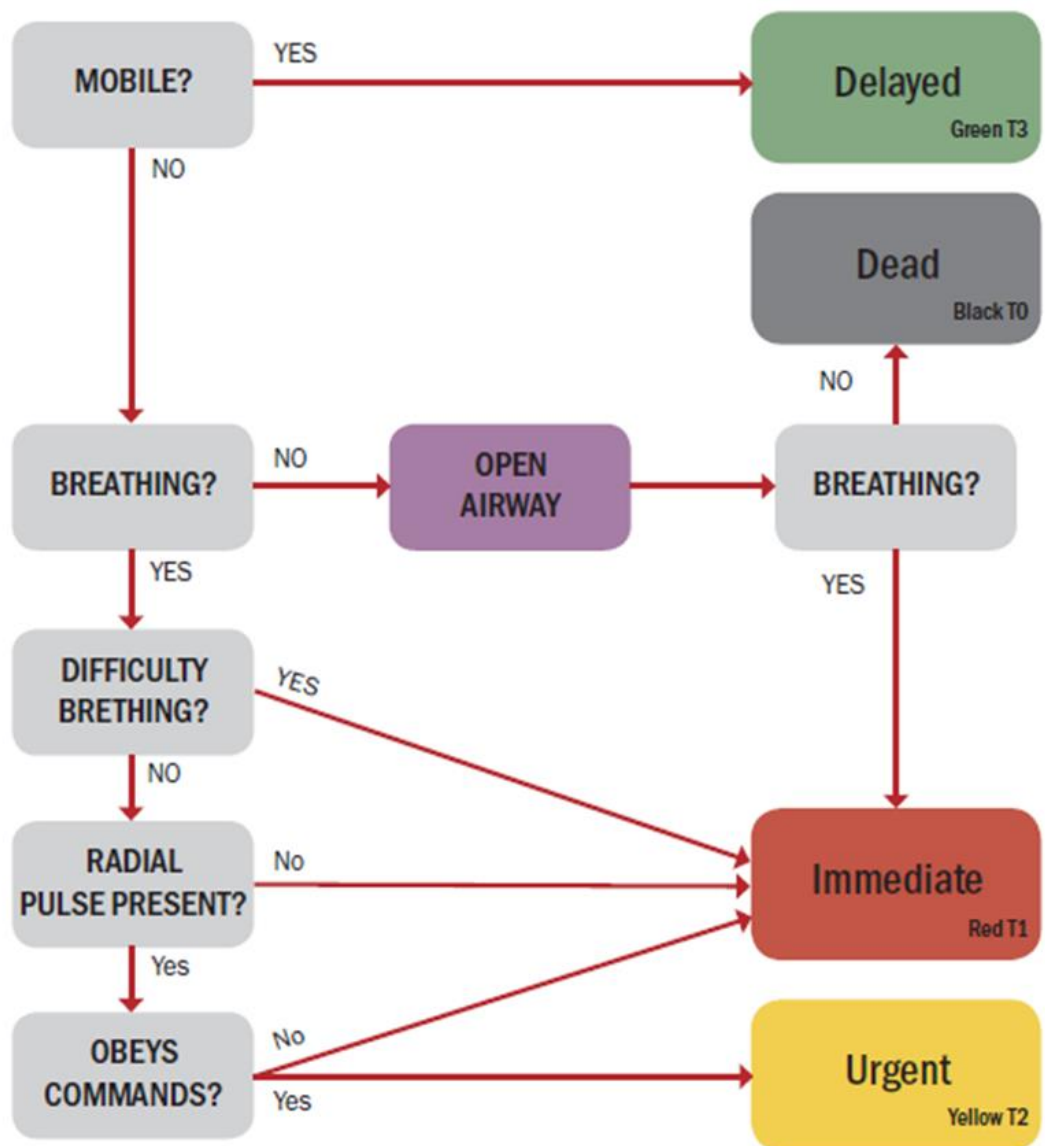 MOBILE?
YES
Delayed
Green T3
NO
Dead
Black T0
NO
BREATHING?
NO
OPEN
AIRWAY
BREATHING?
YES
YES
DIFFICULTY
BRETHING?
YES
NO
RADIAL
PULSE PRESENT?
No
Immediate
Red T1
Yes
OBEYS
COMMANDS?
No
Yes
Urgent
Yellow T2